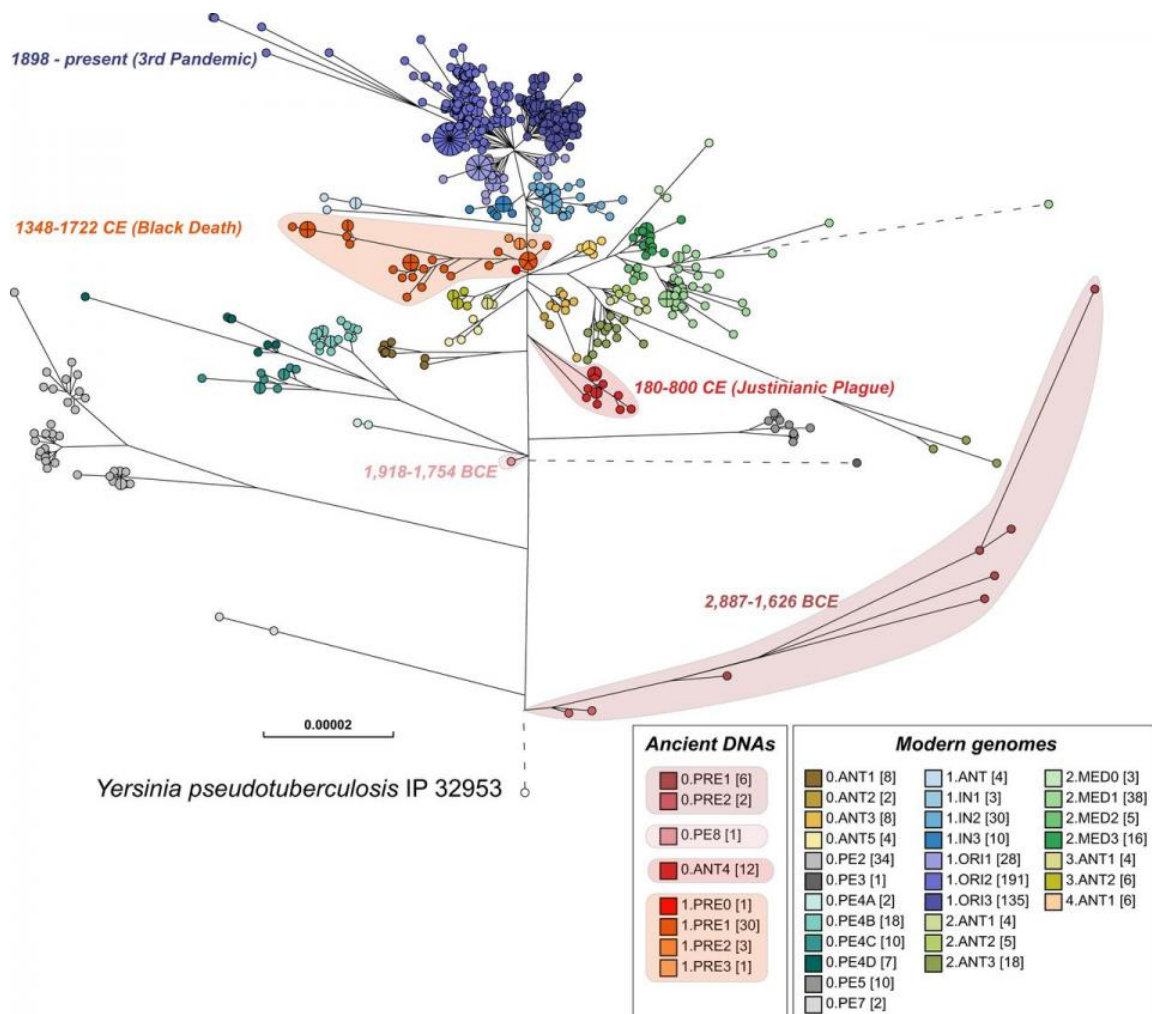 1898 - present (3rd Pandemic)
1348-1722 CE (Black Death)
180-800 CE (Justinianic Plague)
1,918-1,754 BCE
2,887-1,626 BCE
0.00002
Yersinia pseudotuberculosis IP 32953
Ancient DNAs
0.PRE1 [6]
0.PRE2 [2]
0.PE8 [1]
0.ANT4 [12]
1.PRE0 [1]
1.PRE1 [30]
1.PRE2 [3]
1.PRE3 [1]
Modern genomes
0.ANT1 [8]
0.ANT2 [2]
0.ANT3 [8]
0.ANT5 [4]
0.PE2 [34]
0.PE3 [1]
0.PE4A [2]
0.PE4B [18]
0.PE4C [10]
0.PE4D [7]
0.PE5 [10]
0.PE7 [2]
1.ANT [4]
1.IN1 [3]
1.IN2 [30]
1.IN3 [10]
1.ORI1 [28]
1.ORI2 [191]
1.ORI3 [135]
2.ANT1 [4]
2.ANT2 [5]
2.ANT3 [18]
2.MED0 [3]
2.MED1 [38]
2.MED2 [5]
2.MED3 [16]
3.ANT1 [4]
3.ANT2 [6]
4.ANT1 [6]